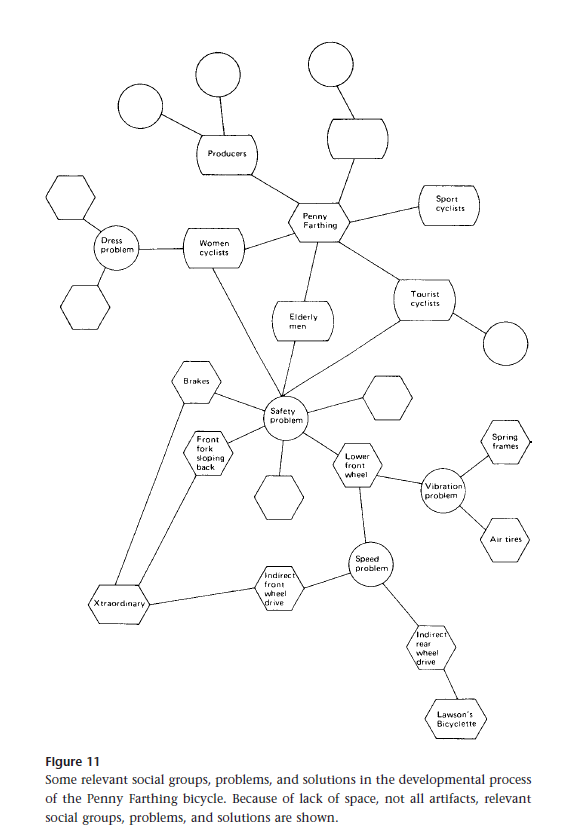 Producers
Sport
cyclists
Penny
Farthing
Dress
problem
Women
cyclists
Tourist
cyclists
Elderly
men
Brakes
Safety
problem
Front
fork
sloping
back
Lower
front
wheel
Spring
frames
Vibration
problem
Air tires
Speed
problem
Indirect
front
wheel
drive
Xtraordinary
Indirect
rear
wheel
drive
Lawson's
Bicyclette
Figure 11
Some relevant social groups, problems, and solutions in the developmental process
of the Penny Farthing bicycle. Because of lack of space, not all artifacts, relevant
social groups, problems, and solutions are shown.